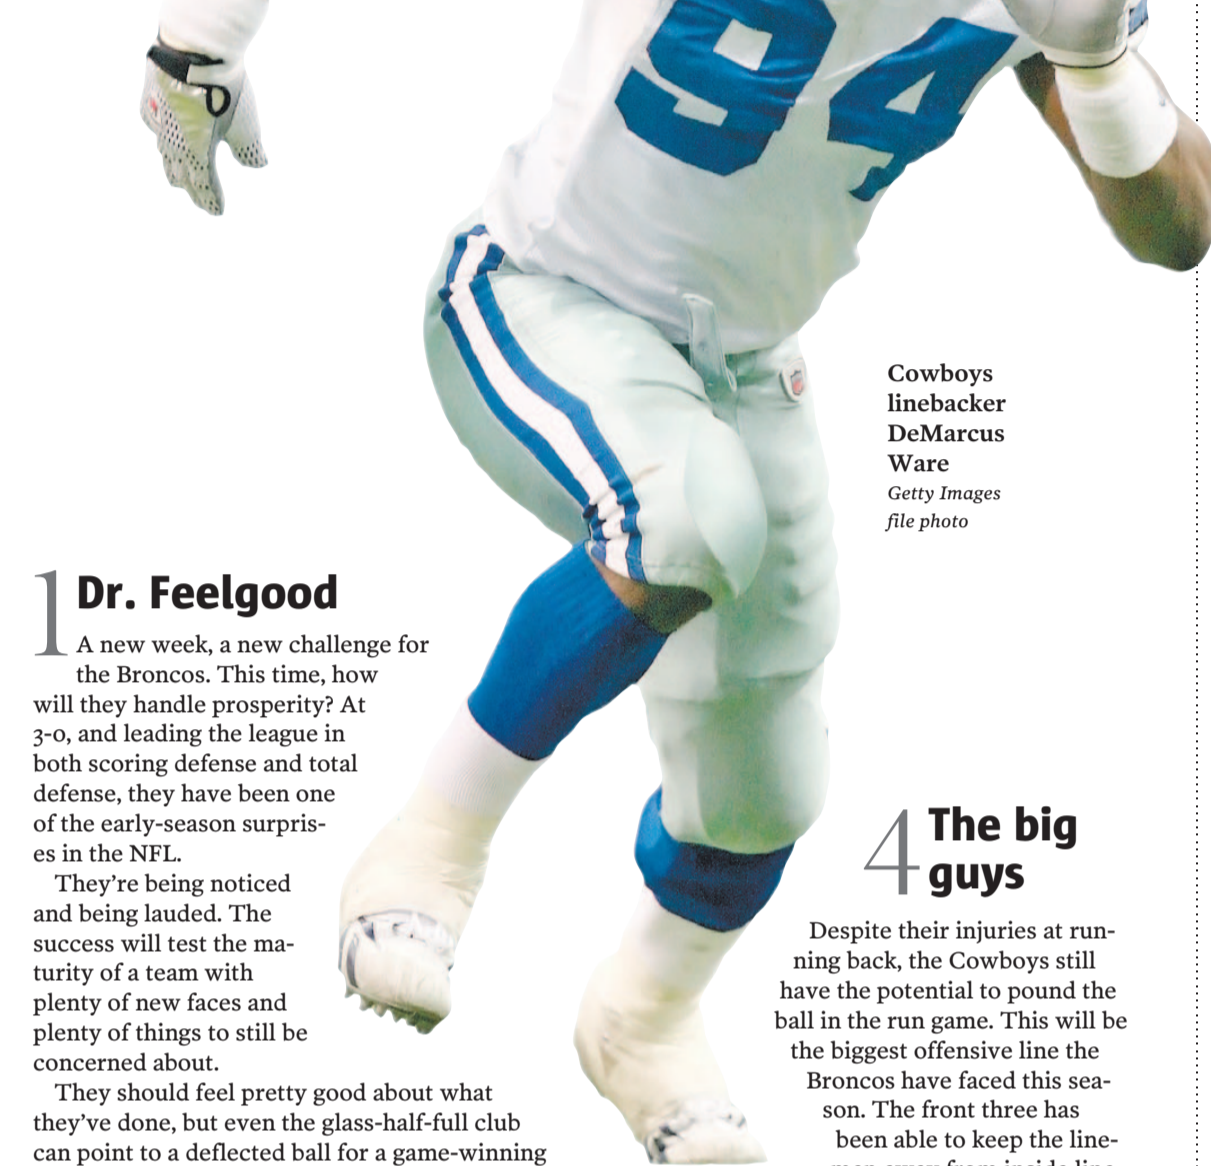 94
Cowboys
linebacker
DeMarcus
Ware
Getty Images
file photo
1 Dr. Feelgood
A new week, a new challenge for
the Broncos. This time, how
will they handle prosperity? At
3-0, and leading the league in
both scoring defense and total
defense, they have been one
of the early-season surpris-
es in the NFL.
They're being noticed
and being lauded. The
success will test the ma-
turity of a team with
plenty of new faces and
plenty of things to still be
concerned about.
They should feel pretty good about what
they've done, but even the glass-half-full club
can point to a deflected ball for a game-winning
4 The big
guys
Despite their injuries at run-
ning back, the Cowboys still
have the potential to pound the
ball in the run game. This will be
the biggest offensive line the
Broncos have faced this sea-
son. The front three has
been able to keep the line-
men away from inside line-